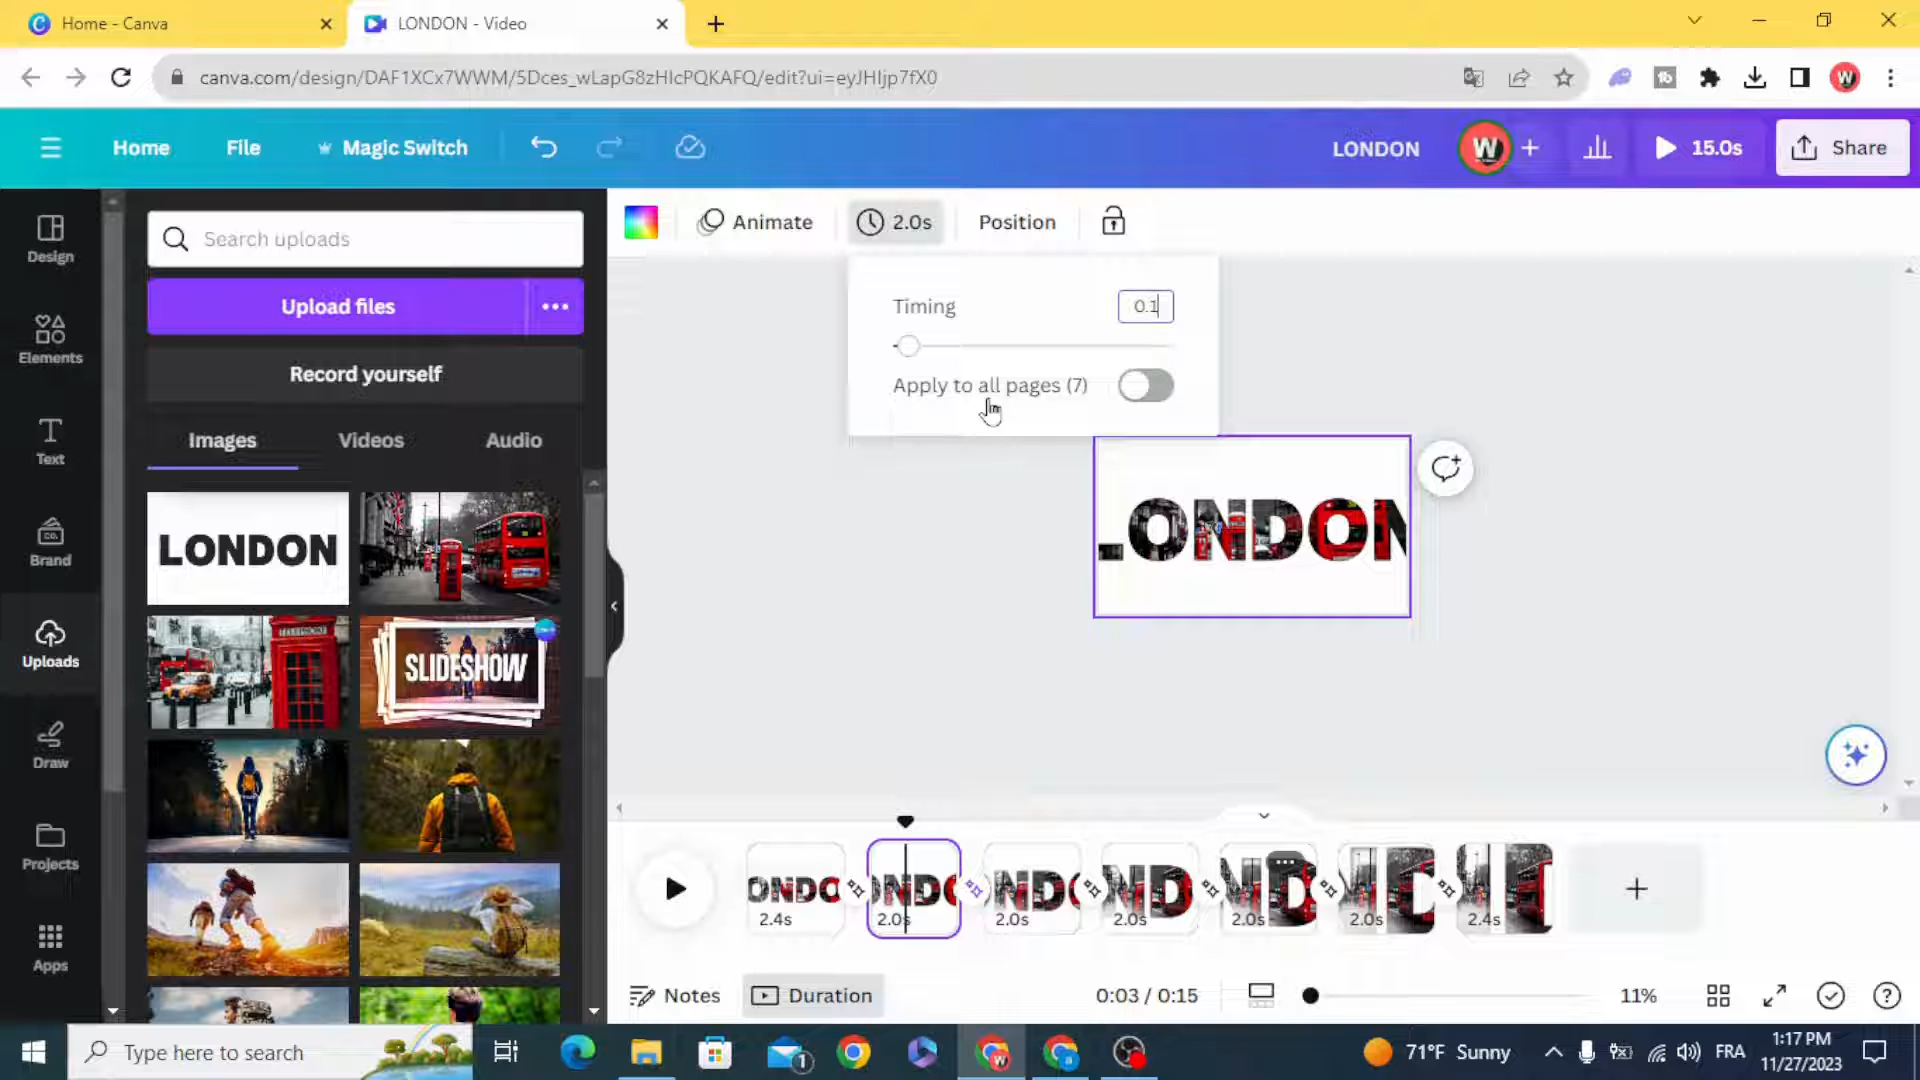 Home - Canva
LONDON - Video
canva.com/design/DAF1XCx7WWM/5Dces_wLapG8zHIcPQKAFQ/edit?ui=eyJHIjp7fX0
Home
File
Magic Switch
LONDON
W
15.0s
Share
Search uploads
Upload files
Record yourself
Images
Videos
Audio
Design
Elements
Text
Brand
Uploads
Draw
Projects
Apps
LONDON
SLIDESHOW
Animate
2.0s
Position
Timing
0.1
Apply to all pages (7)
LONDON
2.4s
2.0s
2.0s
2.0s
2.0s
2.0s
2.4s
Notes
Duration
0:03 / 0:15
11%
Type here to search
1
71°F Sunny
FRA
1:17 PM
11/27/2023